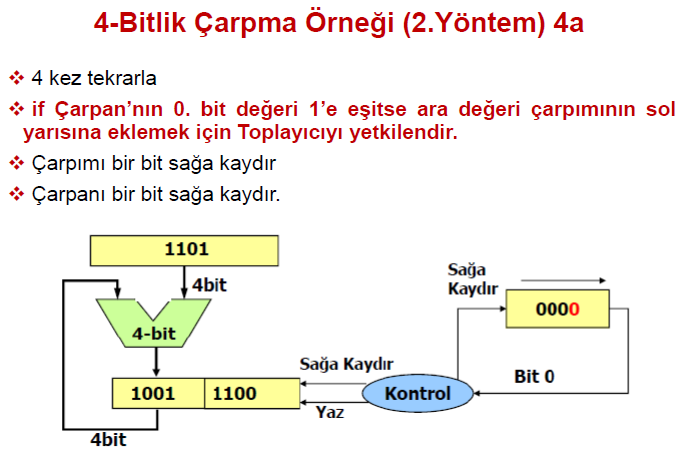 4-Bitlik Çarpma Örneği (2.Yöntem) 4a
❖ 4 kez tekrarla
❖ if Çarpan’nın 0. bit değeri 1’e eşitse ara değeri çarpımının sol
yarısına eklemek için Toplayıcıyı yetkilendir.
❖ Çarpımı bir bit sağa kaydır
❖ Çarpanı bir bit sağa kaydır.
1101
4bit
4-bit
1001 1100
4bit
Sağa Kaydır
Yaz
Kontrol
Sağa
Kaydır
0000
Bit 0